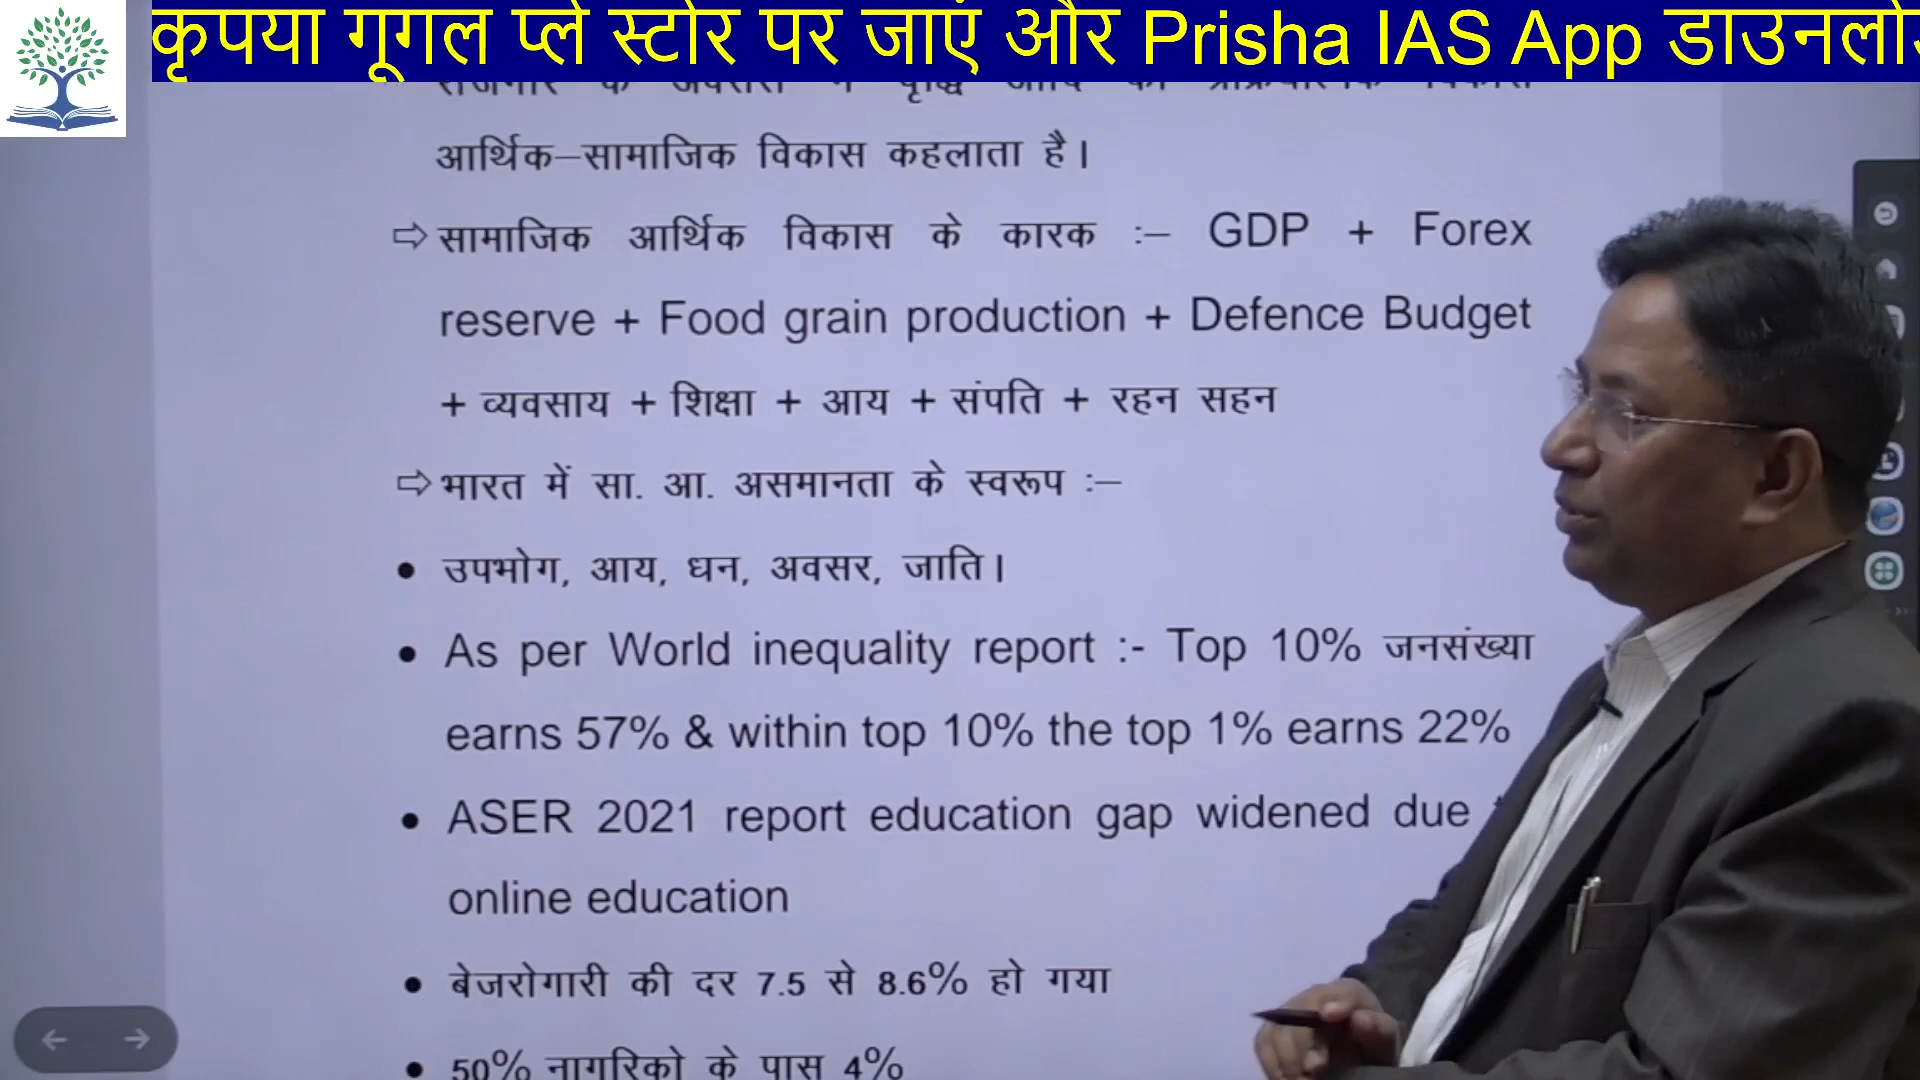 कृपया गूगल प्ले स्टोर पर जाएं और Prisha IAS App
आर्थिक–सामाजिक विकास कहलाता है।
⇨ सामाजिक आर्थिक विकास के कारक :– GDP + Forex
reserve + Food grain production + Defence Budget
+ व्यवसाय + शिक्षा + आय + संपति + रहन सहन
⇨ भारत में सा. आ. असमानता के स्वरूप :–
• उपभोग, आय, धन, अवसर, जाति।
• As per World inequality report :- Top 10% जनसंख्या
earns 57% & within top 10% the top 1% earns 22%
• ASER 2021 report education gap widened due
online education
• बेजरोगारी की दर 7.5 से 8.6% हो गया
• 50% नागरिको के पास 4%